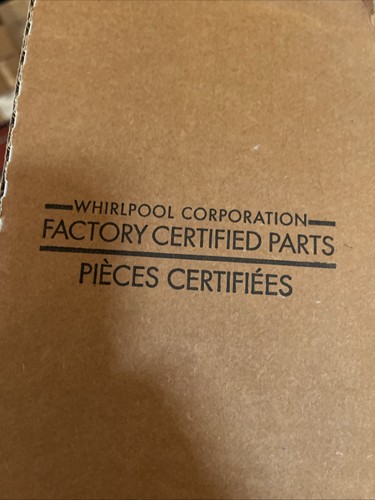 WHIRLPOOL CORPORATION
FACTORY CERTIFIED PARTS
PIÈCES CERTIFIÉES